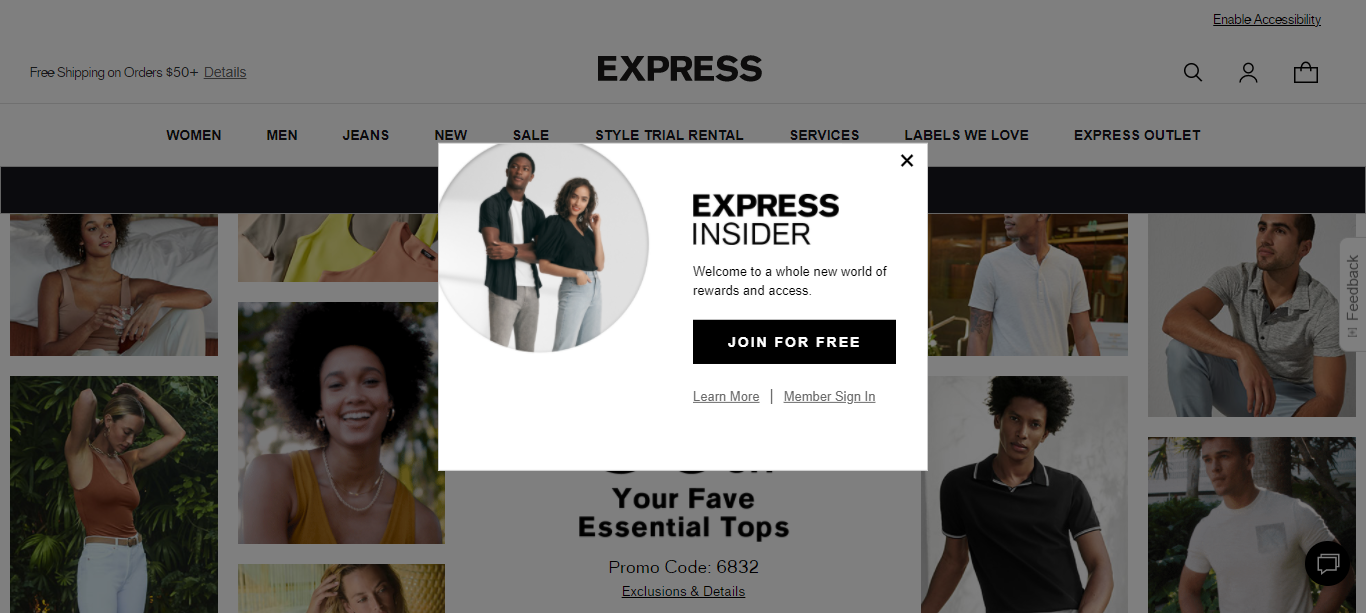 Enable Accessibility
Free Shipping on Orders $50+ Details
EXPRESS
WOMEN MEN JEANS NEW SALE STYLE TRIAL RENTAL SERVICES LABELS WE LOVE EXPRESS OUTLET
EXPRESS
INSIDER
Welcome to a whole new world of
rewards and access.
JOIN FOR FREE
Learn More | Member Sign In
Feedback
Your Fave
Essential Tops
Promo Code: 6832
Exclusions & Details